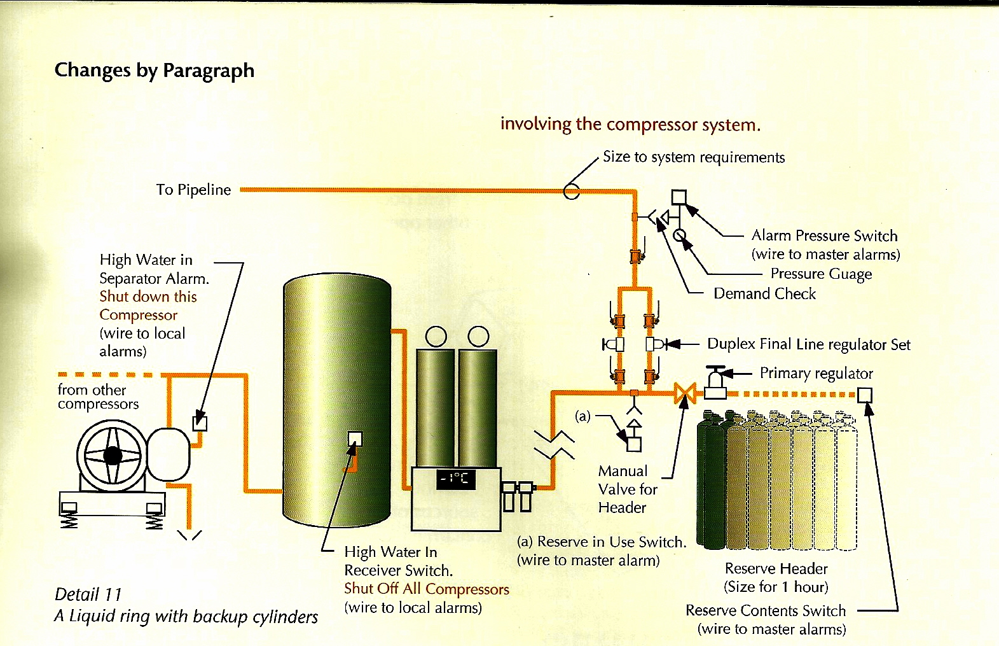 Changes by Paragraph
involving the compressor system.
Size to system requirements
To Pipeline
Alarm Pressure Switch
(wire to master alarms)
Pressure Guage
Demand Check
High Water in
Separator Alarm.
Shut down this
Compressor
(wire to local
alarms)
Duplex Final Line regulator Set
Primary regulator
from other
compressors
(a)
-1°C
Manual
Valve for
Header
(a) Reserve in Use Switch.
(wire to master alarm)
High Water In
Receiver Switch.
Shut Off All Compressors
(wire to local alarms)
Reserve Header
(Size for 1 hour)
Reserve Contents Switch
(wire to master alarms)
Detail 11
A Liquid ring with backup cylinders